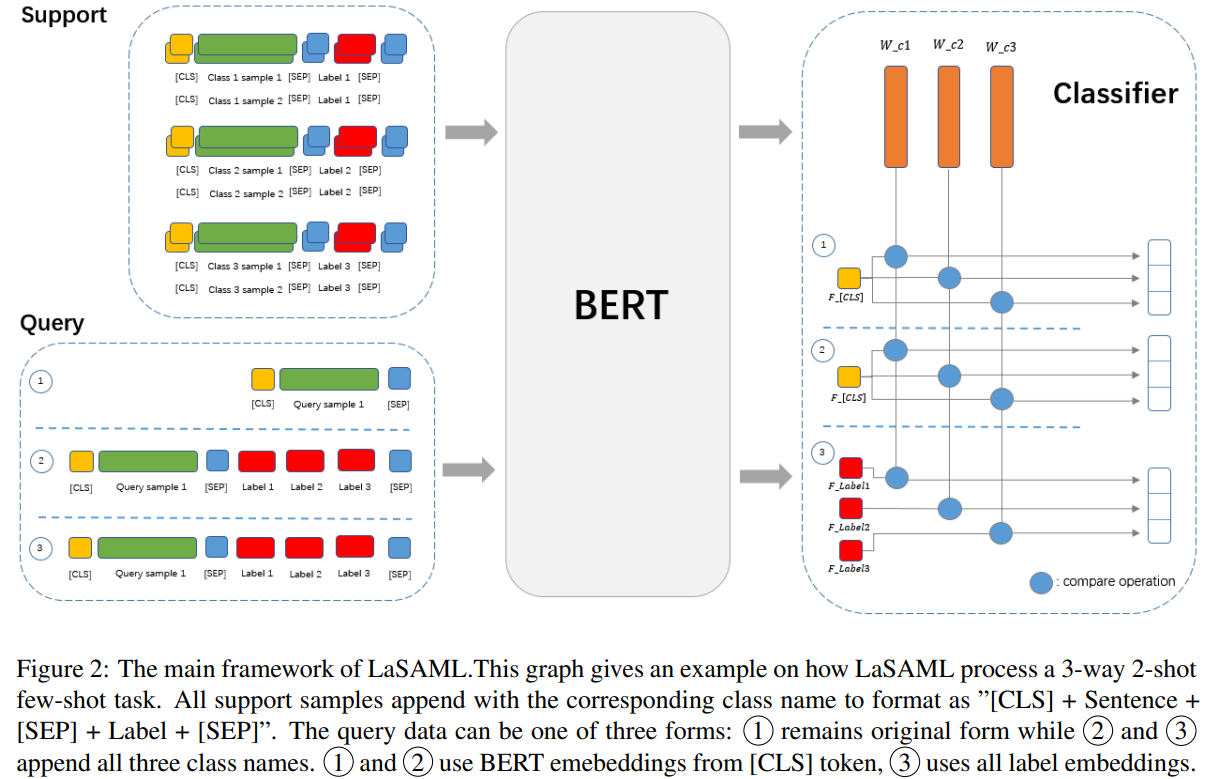 Support
[CLS] Class 1 sample 1 [SEP] Label 1 [SEP]
[CLS] Class 1 sample 2 [SEP] Label 1 [SEP]
[CLS] Class 2 sample 1 [SEP] Label 2 [SEP]
[CLS] Class 2 sample 2 [SEP] Label 2 [SEP]
[CLS] Class 3 sample 1 [SEP] Label 3 [SEP]
[CLS] Class 3 sample 2 [SEP] Label 3 [SEP]
Query
1
[CLS] Query sample 1 [SEP]
2
[CLS] Query sample 1 [SEP] Label 1 Label 2 Label 3 [SEP]
3
[CLS] Query sample 1 [SEP] Label 1 Label 2 Label 3 [SEP]
BERT
W_c1 W_c2 W_c3
Classifier
1
F_[CLS]
2
F_[CLS]
3
F_Label1
F_Label2
F_Label3
: compare operation
Figure 2: The main framework of LaSAML.This graph gives an example on how LaSAML process a 3-way 2-shot
few-shot task. All support samples append with the corresponding class name to format as ”[CLS] + Sentence +
[SEP] + Label + [SEP]”. The query data can be one of three forms: ① remains original form while ② and ③
append all three class names. ① and ② use BERT emebeddings from [CLS] token, ③ uses all label embeddings.